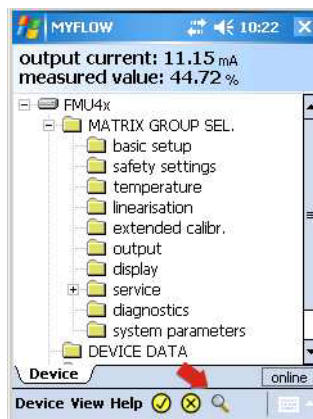 MYFLOW 10:22
output current: 11.15 mA
measured value: 44.72 %
FMU4x
MATRIX GROUP SEL.
basic setup
safety settings
temperature
linearisation
extended calibr.
output
display
service
diagnostics
system parameters
DEVICE DATA
Device
online
Device View Help